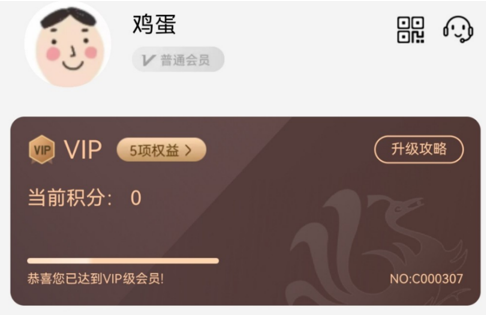 鸡蛋
V 普通会员
VIP 5项权益 >
升级攻略
当前积分： 0
恭喜您已达到VIP级会员!
NO:C000307